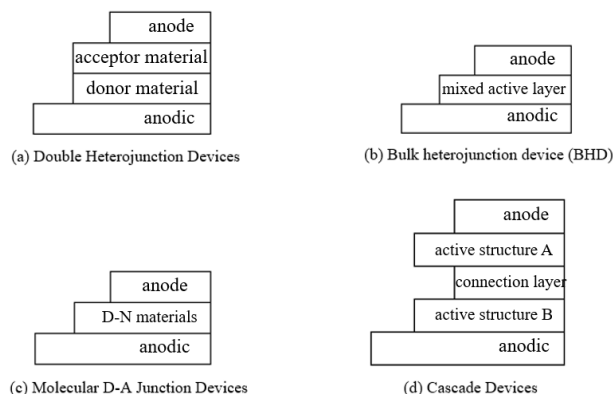 anode
acceptor material
donor material
anodic
(a) Double Heterojunction Devices
anode
mixed active layer
anodic
(b) Bulk heterojunction device (BHD)
anode
D-N materials
anodic
(c) Molecular D-A Junction Devices
anode
active structure A
connection layer
active structure B
anodic
(d) Cascade Devices